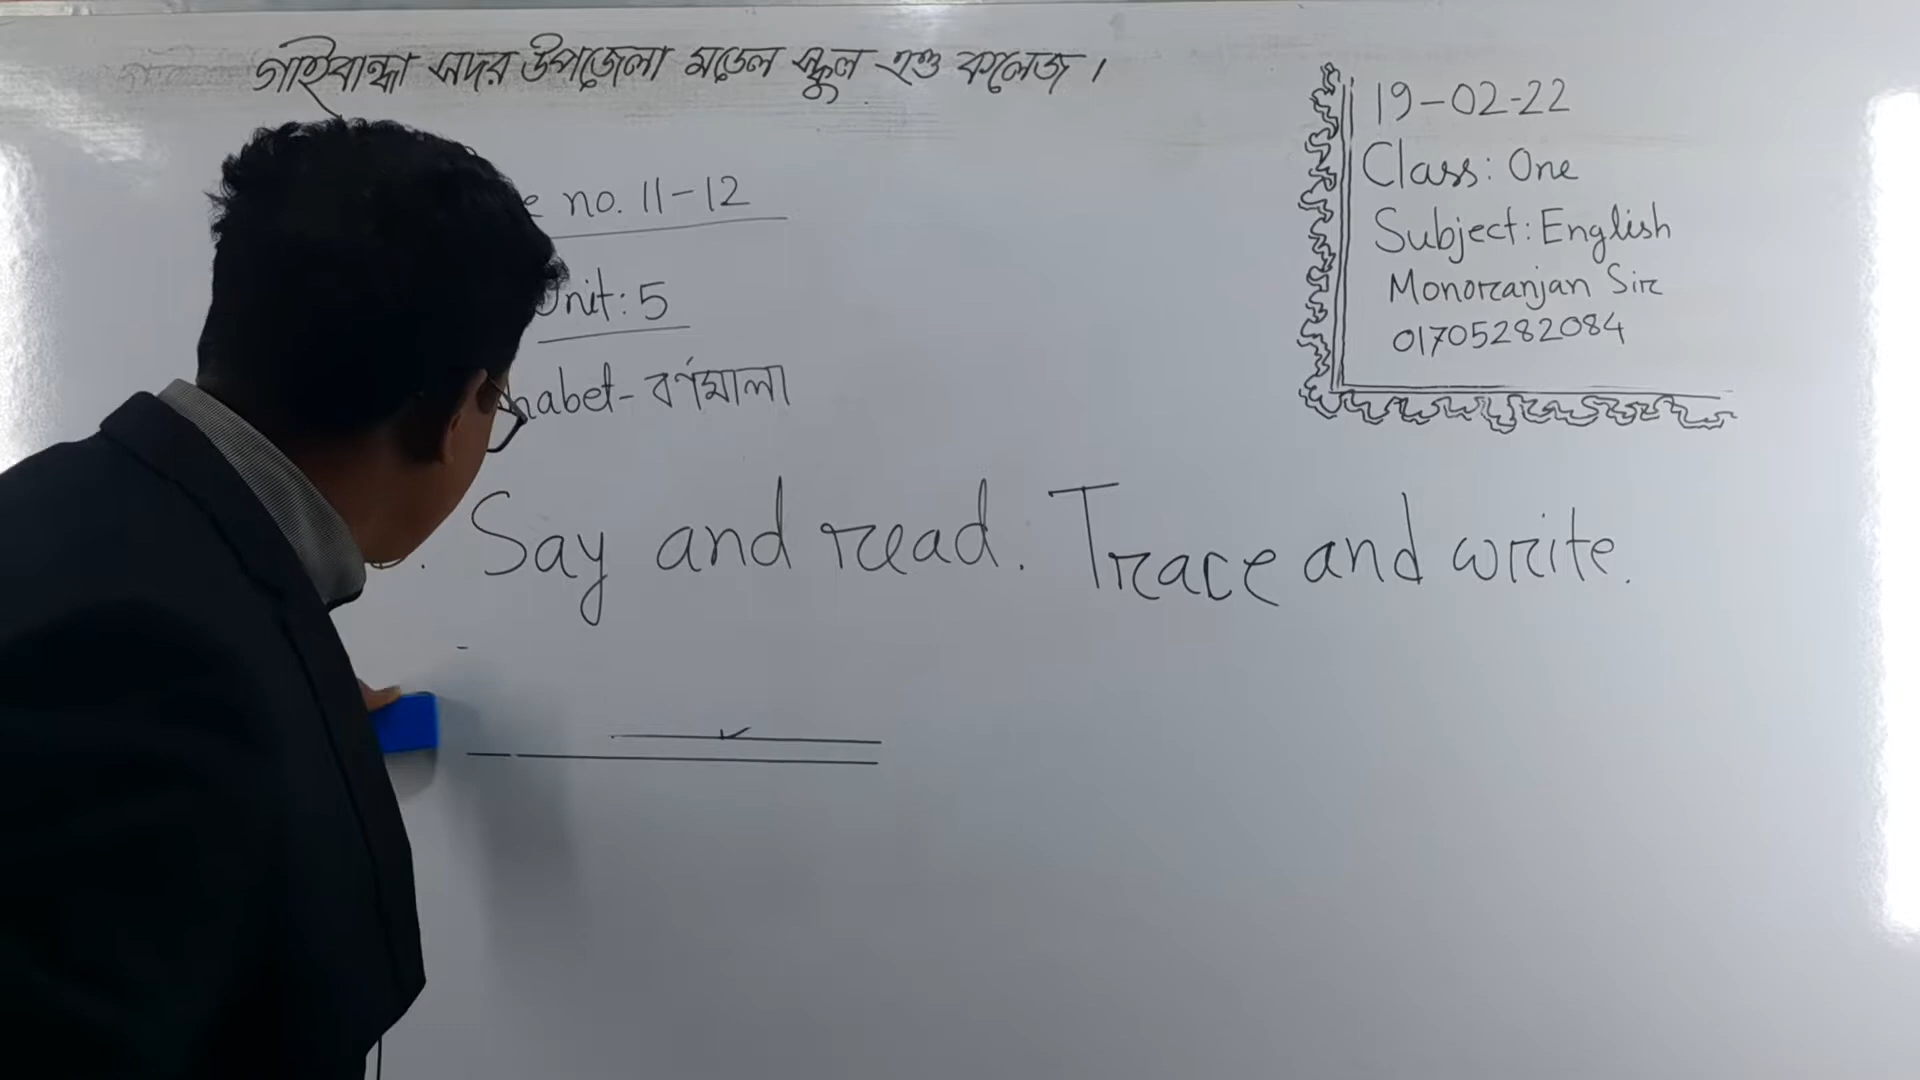 গাইবান্ধা সদর উপজেলা মডেল স্কুল এণ্ড কলেজ।
19-02-22
Class: One
Subject: English
Monoranjan Sir
01705282084
no. 11-12
Unit: 5
habet- বর্ণমালা
Say and read. Trace and write.